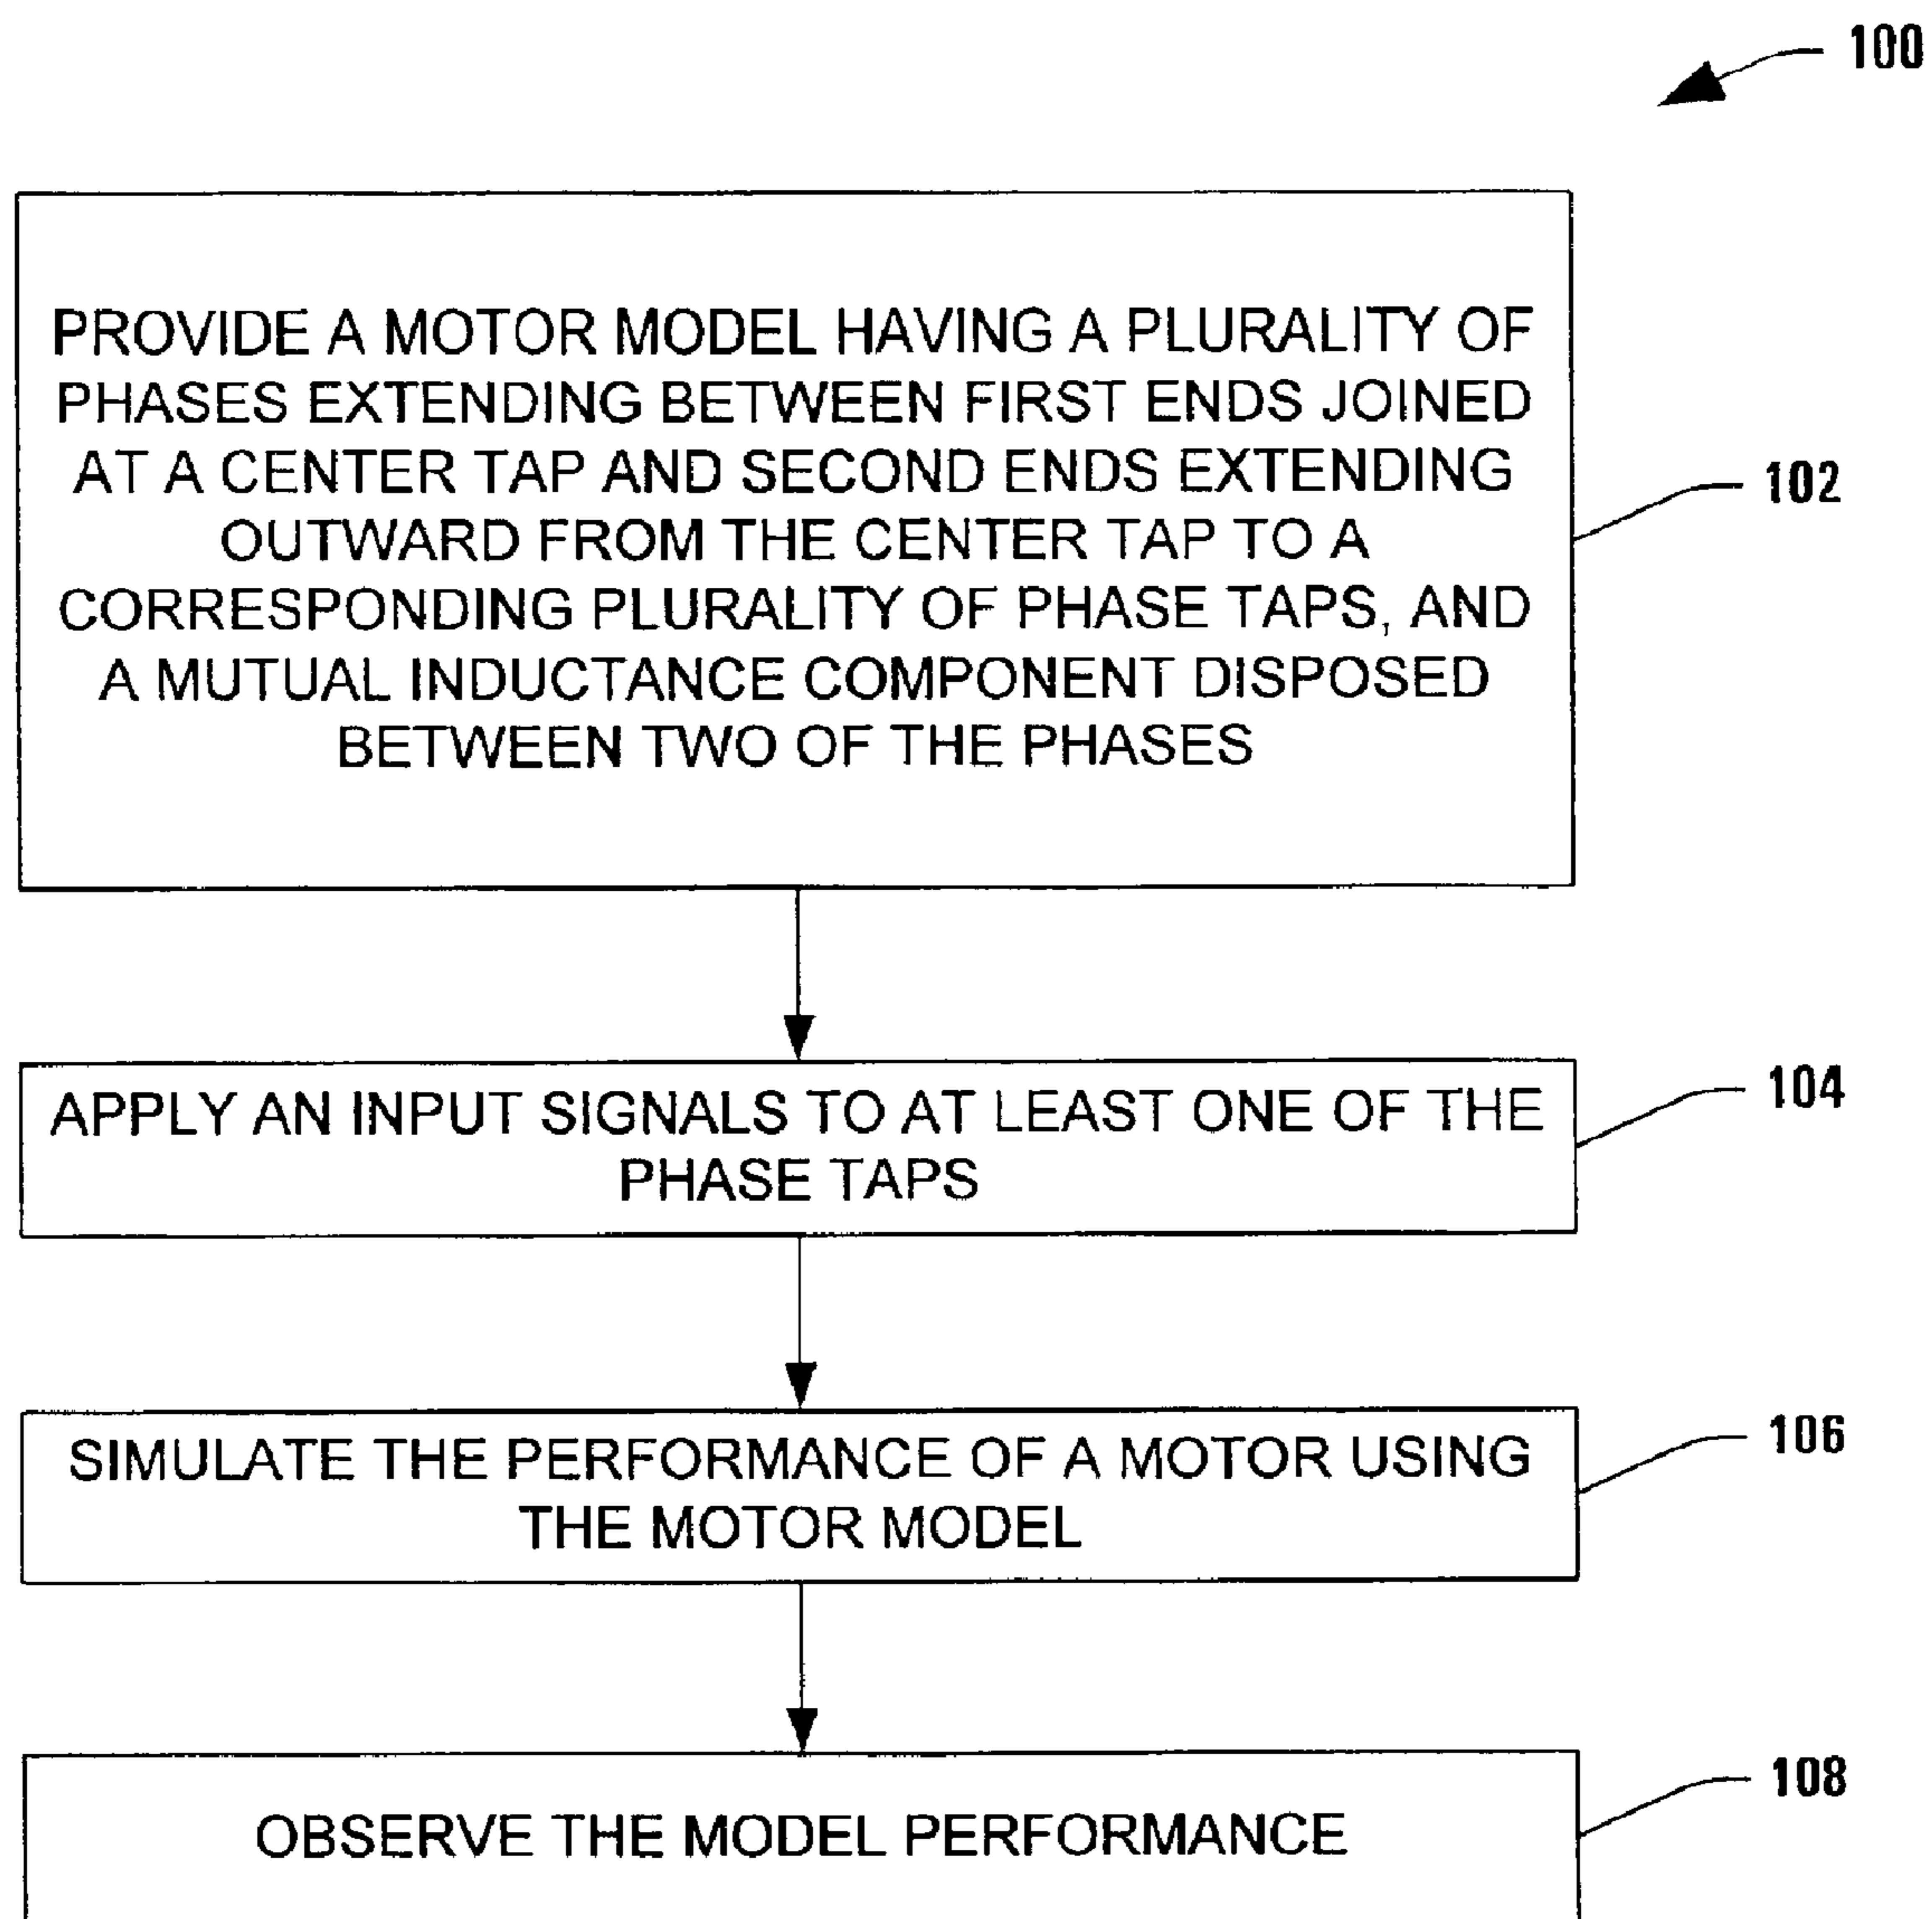 100
PROVIDE A MOTOR MODEL HAVING A PLURALITY OF
PHASES EXTENDING BETWEEN FIRST ENDS JOINED
AT A CENTER TAP AND SECOND ENDS EXTENDING
OUTWARD FROM THE CENTER TAP TO A
CORRESPONDING PLURALITY OF PHASE TAPS, AND
A MUTUAL INDUCTANCE COMPONENT DISPOSED
BETWEEN TWO OF THE PHASES
102
APPLY AN INPUT SIGNALS TO AT LEAST ONE OF THE
PHASE TAPS
104
SIMULATE THE PERFORMANCE OF A MOTOR USING
THE MOTOR MODEL
106
OBSERVE THE MODEL PERFORMANCE
108